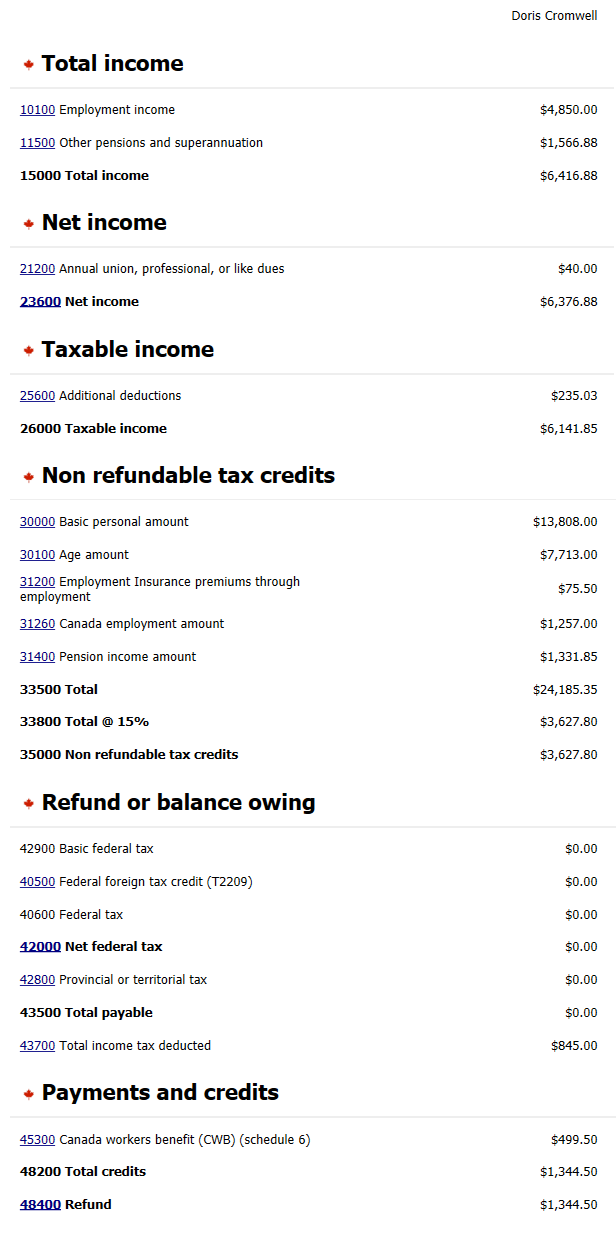 Doris Cromwell
Total income
10100 Employment income $4,850.00
11500 Other pensions and superannuation $1,566.88
15000 Total income $6,416.88
Net income
21200 Annual union, professional, or like dues $40.00
23600 Net income $6,376.88
Taxable income
25600 Additional deductions $235.03
26000 Taxable income $6,141.85
Non refundable tax credits
30000 Basic personal amount $13,808.00
30100 Age amount $7,713.00
31200 Employment Insurance premiums through
employment $75.50
31260 Canada employment amount $1,257.00
31400 Pension income amount $1,331.85
33500 Total $24,185.35
33800 Total @ 15% $3,627.80
35000 Non refundable tax credits $3,627.80
Refund or balance owing
42900 Basic federal tax $0.00
40500 Federal foreign tax credit (T2209) $0.00
40600 Federal tax $0.00
42000 Net federal tax $0.00
42800 Provincial or territorial tax $0.00
43500 Total payable $0.00
43700 Total income tax deducted $845.00
Payments and credits
45300 Canada workers benefit (CWB) (schedule 6) $499.50
48200 Total credits $1,344.50
48400 Refund $1,344.50